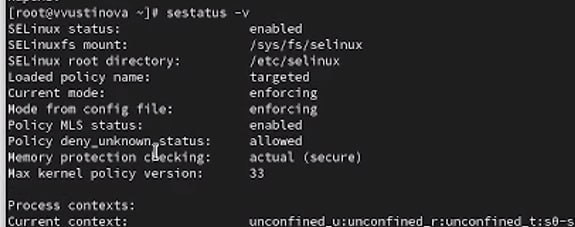 [root@vvustinova ~]# sestatus -v
SELinux status: enabled
SELinuxfs mount: /sys/fs/selinux
SELinux root directory: /etc/selinux
Loaded policy name: targeted
Current mode: enforcing
Mode from config file: enforcing
Policy MLS status: enabled
Policy deny_unknown status: allowed
Memory protection checking: actual (secure)
Max kernel policy version: 33
Process contexts:
Current context: unconfined_u:unconfined_r:unconfined_t:s0-s